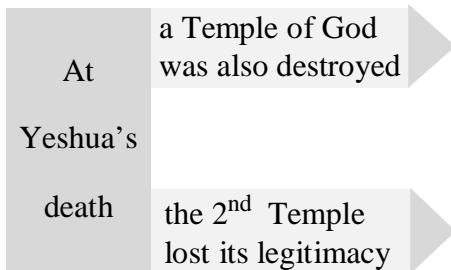 At
Yeshua’s
death
a Temple of God
was also destroyed
the 2nd Temple
lost its legitimacy